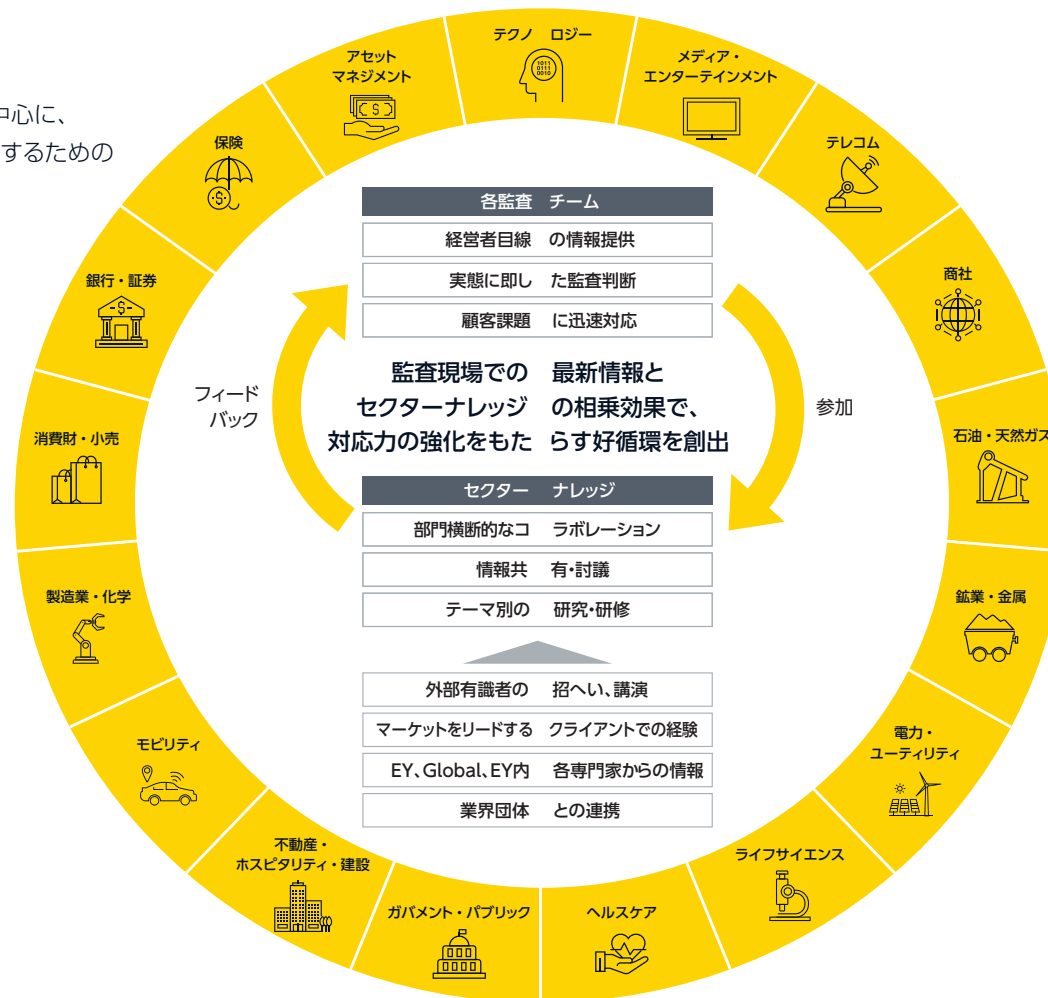 中心に、
するための
テクノロジー
メディア・
エンターテインメント
テレコム
商社
石油・天然ガス
鉱業・金属
電力・
ユーティリティ
ライフサイエンス
ヘルスケア
ガバメント・パブリック
不動産・
ホスピタリティ・建設
モビリティ
製造業・化学
消費財・小売
銀行・証券
保険
アセット
マネジメント
1011
0111
0010
各監査チーム
経営者目線の情報提供
実態に即した監査判断
顧客課題に迅速対応
フィード
バック
監査現場での最新情報と
セクターナレッジの相乗効果で、
対応力の強化をもたらす好循環を創出
参加
セクターナレッジ
部門横断的なコラボレーション
情報共有・討議
テーマ別の研究・研修
外部有識者の招へい、講演
マーケットをリードするクライアントでの経験
EY、Global、EY内各専門家からの情報
業界団体との連携